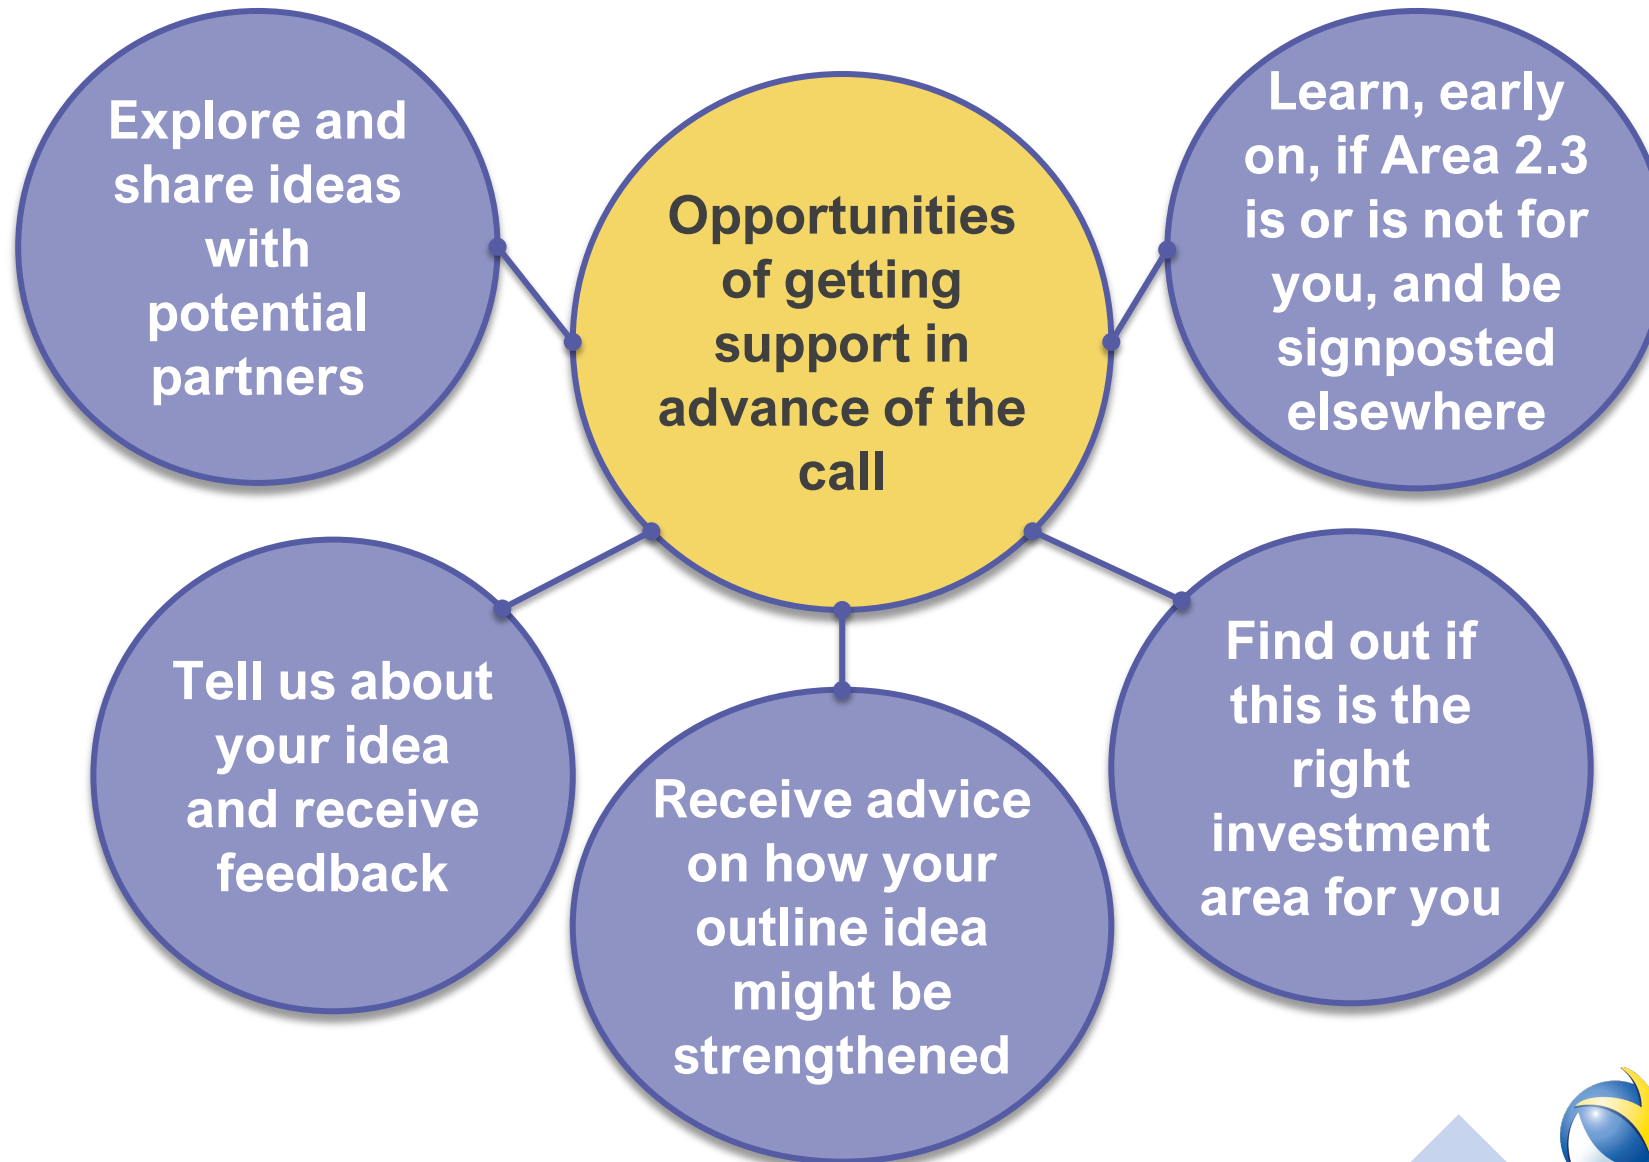 Explore and
share ideas
with
potential
partners
Opportunities
of getting
support in
advance of the
call
Learn, early
on, if Area 2.3
is or is not for
you, and be
signposted
elsewhere
Tell us about
your idea
and receive
feedback
Receive advice
on how your
outline idea
might be
strengthened
Find out if
this is the
right
investment
area for you